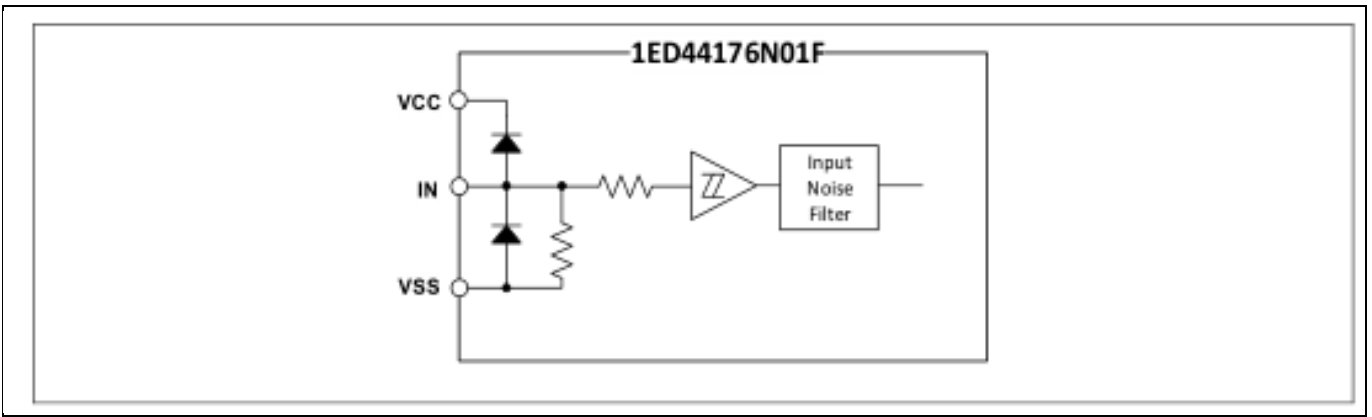 1ED44176N01F
VCC
IN
VSS
Input
Noise
Filter